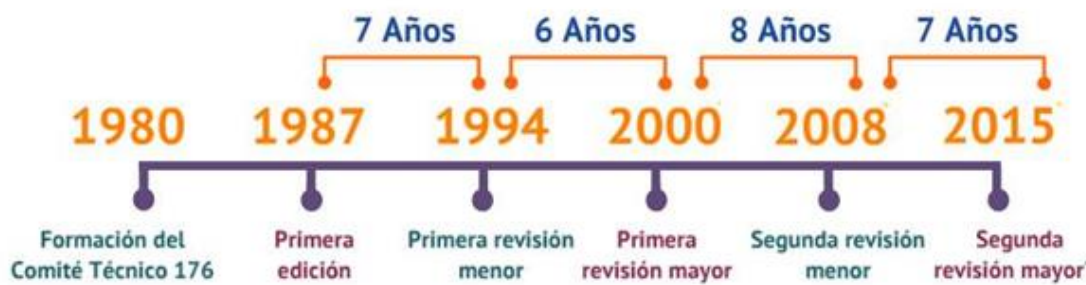 7 Años 6 Años 8 Años 7 Años
1980 1987 1994 2000 2008 2015
Formación del Primera Primera revisión Primera Segunda revisión Segunda
Comité Técnico 176 edición menor revisión mayor menor revisión mayor